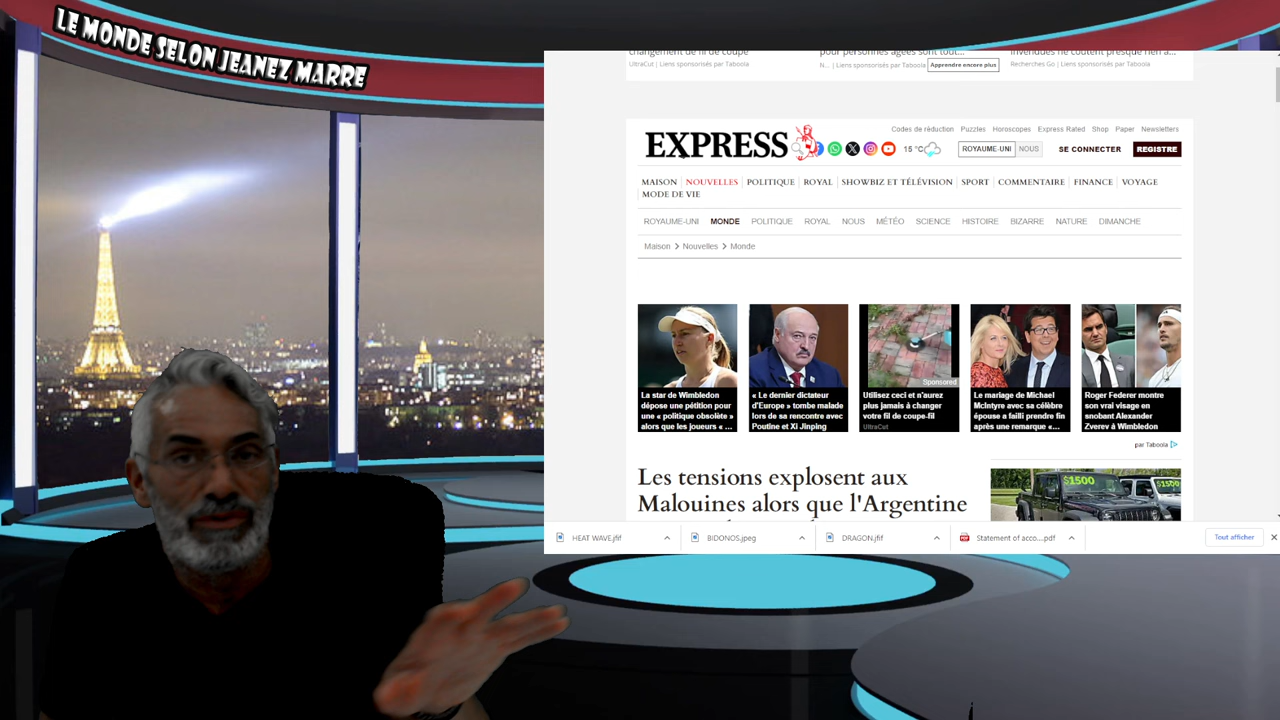 LE MONDE SELON JEANEZ MARRE
changement de fil de coupe
pour personnes âgées sont tout...
invendues ne coûtent presque rien à...
UltraCut | Liens sponsorisés par Taboola
N... | Liens sponsorisés par Taboola
Apprendre encore plus
Recherches Go | Liens sponsorisés par Taboola
Codes de réduction Puzzles Horoscopes Express Rated Shop Paper Newsletters
EXPRESS
15 °C
ROYAUME-UNI NOUS
SE CONNECTER
REGISTRE
MAISON NOUVELLES POLITIQUE ROYAL SHOWBIZ ET TÉLÉVISION SPORT COMMENTAIRE FINANCE VOYAGE
MODE DE VIE
ROYAUME-UNI MONDE POLITIQUE ROYAL NOUS MÉTÉO SCIENCE HISTOIRE BIZARRE NATURE DIMANCHE
Maison > Nouvelles > Monde
La star de Wimbledon
dépose une pétition pour
une « politique obsolète »
alors que les joueurs « ...
« Le dernier dictateur
d'Europe » tombe malade
lors de sa rencontre avec
Poutine et Xi Jinping
Sponsored
Utilisez ceci et n'aurez
plus jamais à changer
votre fil de coupe-fil
UltraCut
Le mariage de Michael
McIntyre avec sa célèbre
épouse a failli prendre fin
après une remarque «...
Roger Federer montre
son vrai visage en
snobant Alexander
Zverev à Wimbledon
par Taboola
Les tensions explosent aux
Malouines alors que l'Argentine
$1500
$1500
HEAT WAVE.jfif
BIDONOS.jpeg
DRAGON.jfif
Statement of acco....pdf
Tout afficher